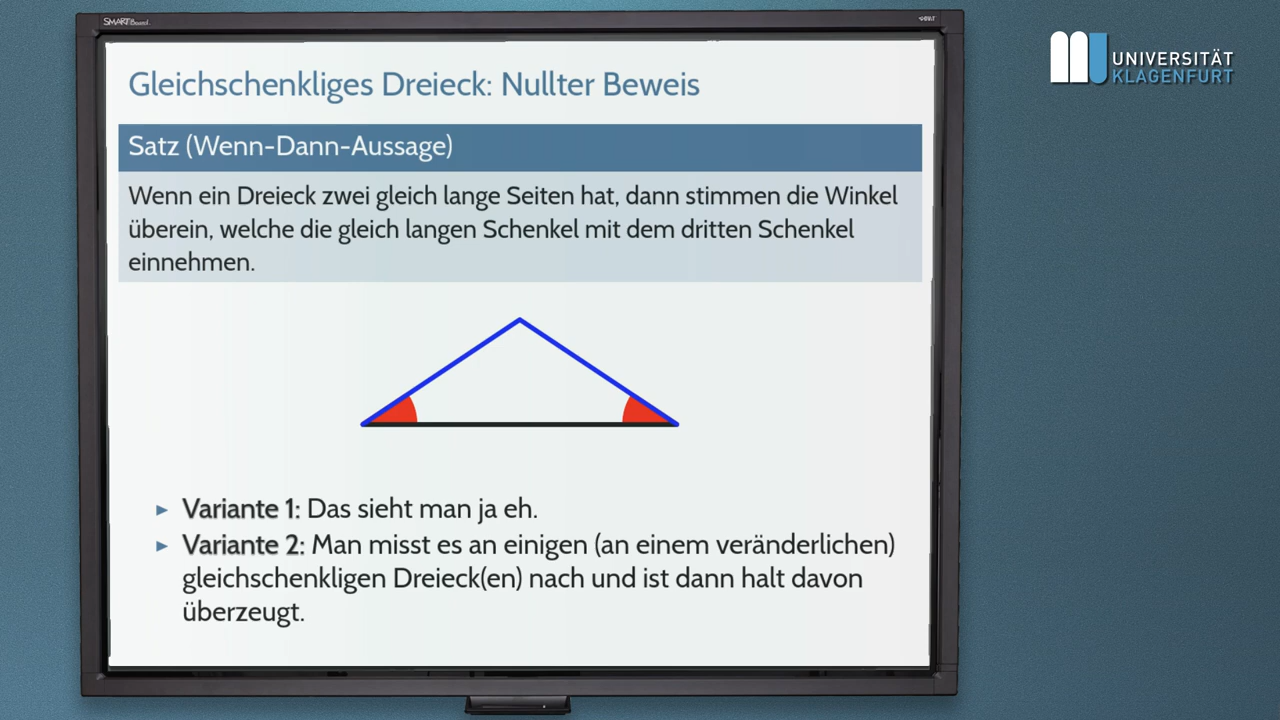 SMART Board
UNIVERSITÄT
KLAGENFURT
Gleichschenkliges Dreieck: Nullter Beweis
Satz (Wenn-Dann-Aussage)
Wenn ein Dreieck zwei gleich lange Seiten hat, dann stimmen die Winkel
überein, welche die gleich langen Schenkel mit dem dritten Schenkel
einnehmen.
► Variante 1: Das sieht man ja eh.
► Variante 2: Man misst es an einigen (an einem veränderlichen)
gleichschenkligen Dreieck(en) nach und ist dann halt davon
überzeugt.